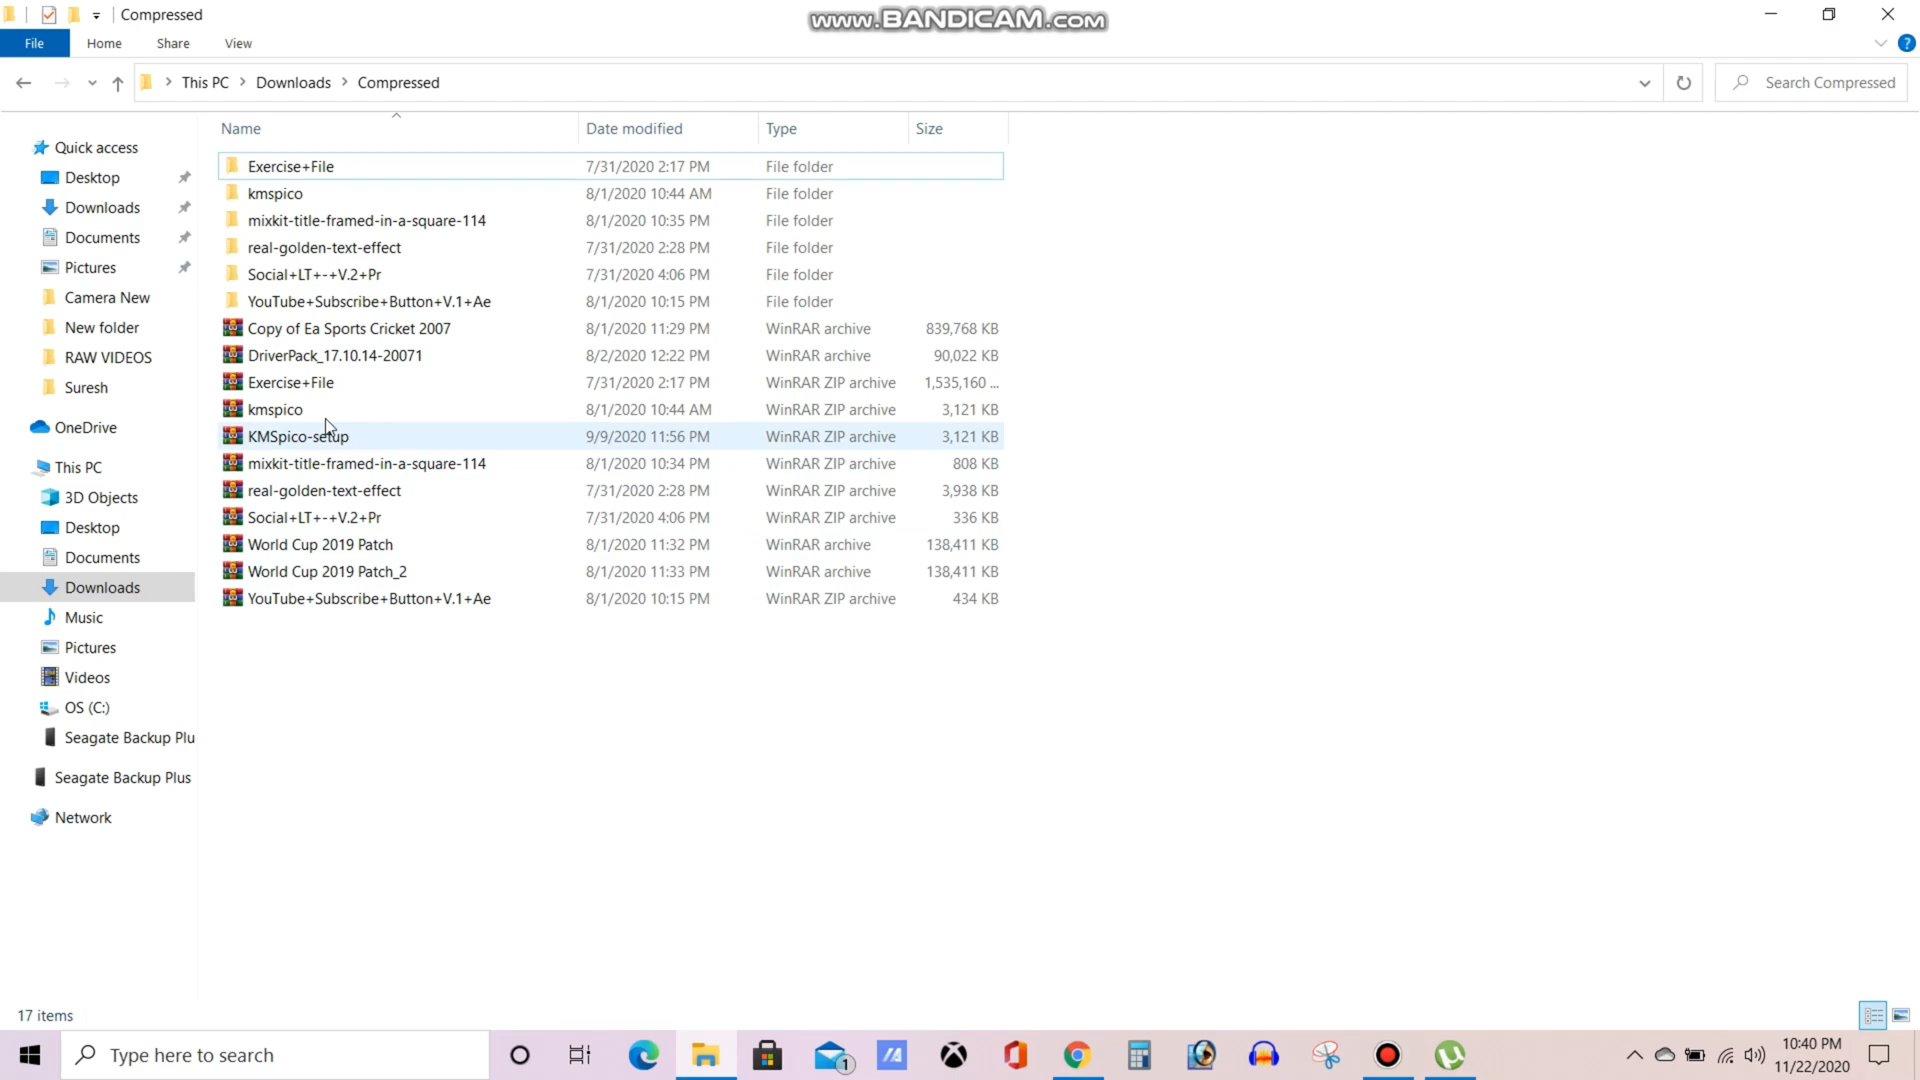 Compressed
www.BANDICAM.com
File Home Share View
This PC Downloads Compressed
Search Compressed
Name Date modified Type Size
Quick access
Desktop
Downloads
Documents
Pictures
Camera New
New folder
RAW VIDEOS
Suresh
OneDrive
This PC
3D Objects
Desktop
Documents
Downloads
Music
Pictures
Videos
OS (C:)
Seagate Backup Plu
Seagate Backup Plus
Network
Exercise+File 7/31/2020 2:17 PM File folder
kmspico 8/1/2020 10:44 AM File folder
mixkit-title-framed-in-a-square-114 8/1/2020 10:35 PM File folder
real-golden-text-effect 7/31/2020 2:28 PM File folder
Social+LT+-+V.2+Pr 7/31/2020 4:06 PM File folder
YouTube+Subscribe+Button+V.1+Ae 8/1/2020 10:15 PM File folder
Copy of Ea Sports Cricket 2007 8/1/2020 11:29 PM WinRAR archive 839,768 KB
DriverPack_17.10.14-20071 8/2/2020 12:22 PM WinRAR archive 90,022 KB
Exercise+File 7/31/2020 2:17 PM WinRAR ZIP archive 1,535,160 ...
kmspico 8/1/2020 10:44 AM WinRAR ZIP archive 3,121 KB
KMSpico-setup 9/9/2020 11:56 PM WinRAR ZIP archive 3,121 KB
mixkit-title-framed-in-a-square-114 8/1/2020 10:34 PM WinRAR ZIP archive 808 KB
real-golden-text-effect 7/31/2020 2:28 PM WinRAR ZIP archive 3,938 KB
Social+LT+-+V.2+Pr 7/31/2020 4:06 PM WinRAR ZIP archive 336 KB
World Cup 2019 Patch 8/1/2020 11:32 PM WinRAR archive 138,411 KB
World Cup 2019 Patch_2 8/1/2020 11:33 PM WinRAR archive 138,411 KB
YouTube+Subscribe+Button+V.1+Ae 8/1/2020 10:15 PM WinRAR ZIP archive 434 KB
17 items
Type here to search
1
10:40 PM
11/22/2020